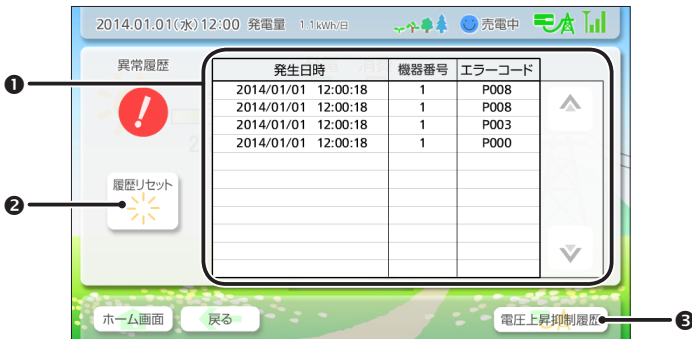 2014.01.01(水)12:00 発電量 1.1kWh/日 売電中
異常履歴
発生日時 機器番号 エラーコード
2014/01/01 12:00:18 1 P008
2014/01/01 12:00:18 1 P008
2014/01/01 12:00:18 1 P003
2014/01/01 12:00:18 1 P000
履歴リセット
ホーム画面 戻る 電圧上昇抑制履歴
❶
❷
❸